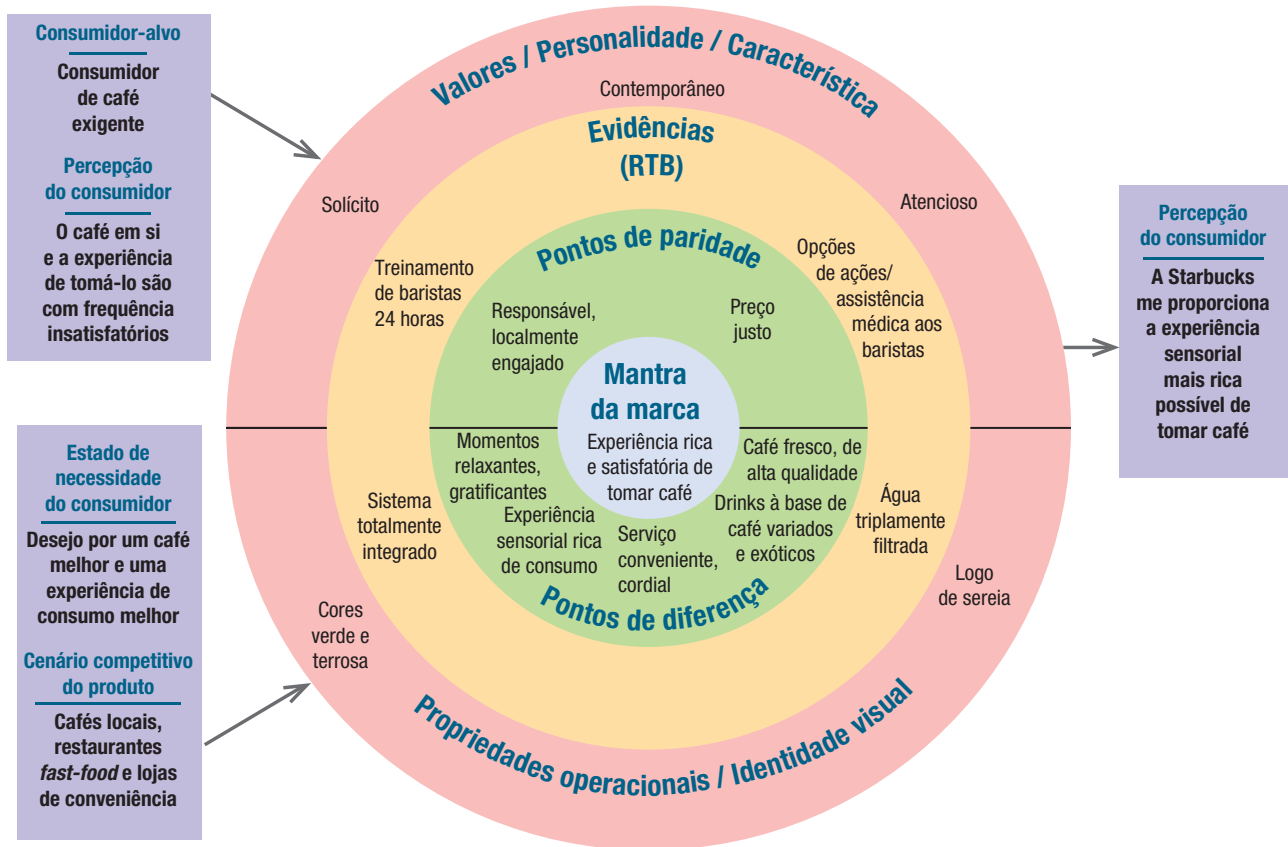 Consumidor-alvo
Consumidor
de café
exigente
Percepção
do consumidor
O café em si
e a experiência
de tomá-lo são
com frequência
insatisfatórios
Estado de
necessidade
do consumidor
Desejo por um café
melhor e uma
experiência de
consumo melhor
Cenário competitivo
do produto
Cafés locais,
restaurantes
fast-food e lojas
de conveniência
Valores / Personalidade / Característica
Contemporâneo
Solícito
Atencioso
Evidências
(RTB)
Treinamento
de baristas
24 horas
Opções
de ações/
assistência
médica aos
baristas
Pontos de paridade
Responsável,
localmente
engajado
Preço
justo
Mantra
da marca
Experiência rica
e satisfatória de
tomar café
Momentos
relaxantes,
gratificantes
Experiência
sensorial rica
de consumo
Serviço
conveniente,
cordial
Café fresco, de
alta qualidade
Drinks à base de
café variados
e exóticos
Pontos de diferença
Sistema
totalmente
integrado
Água
triplamente
filtrada
Cores
verde e
terrosa
Logo
de sereia
Propriedades operacionais / Identidade visual
Percepção
do consumidor
A Starbucks
me proporciona
a experiência
sensorial
mais rica
possível de
tomar café